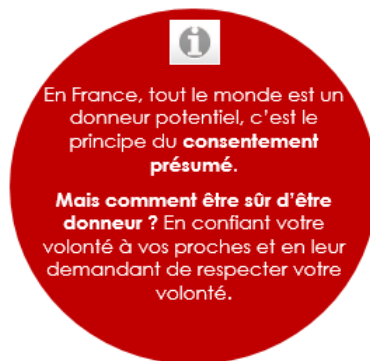 En France, tout le monde est un
donneur potentiel, c'est le
principe du consentement
présumé.
Mais comment être sûr d'être
donneur ? En confiant votre
volonté à vos proches et en leur
demandant de respecter votre
volonté.